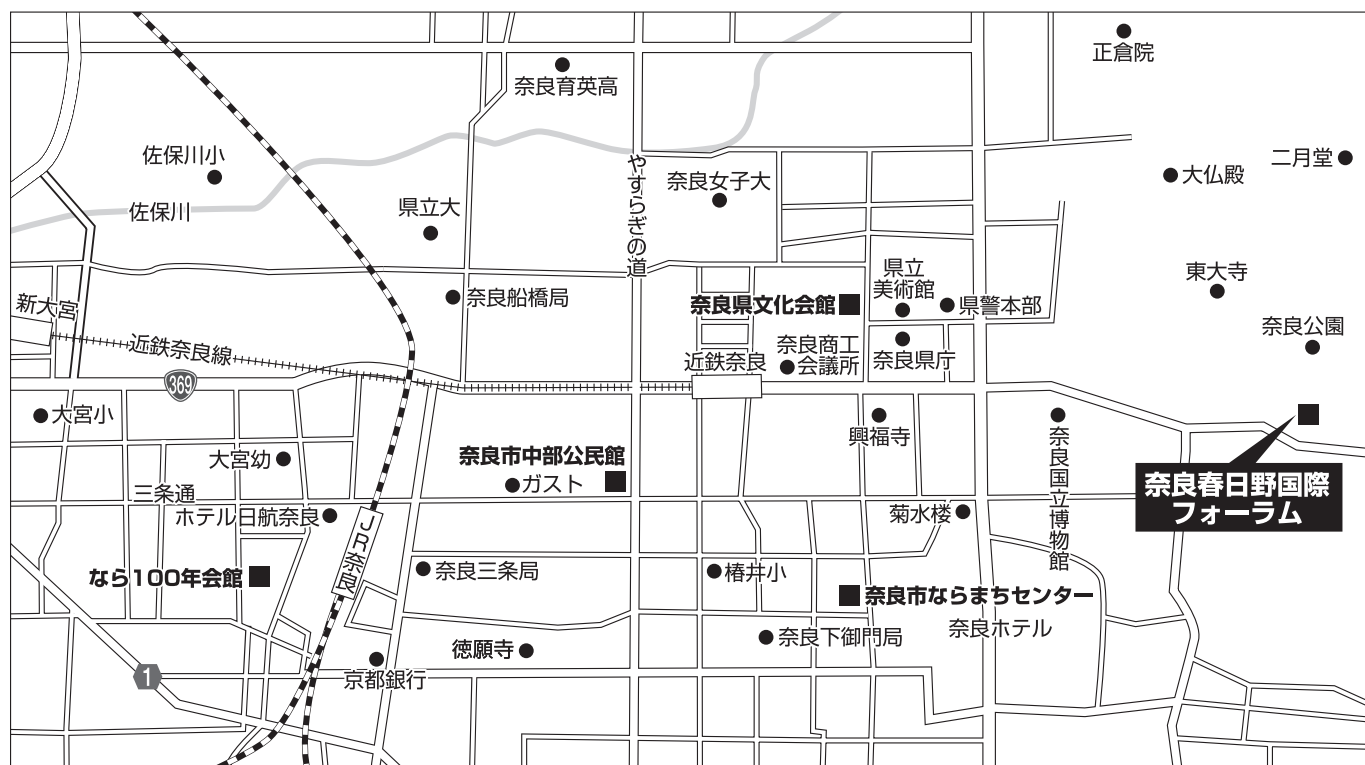 正倉院
奈良育英高
佐保川小
二月堂
大仏殿
奈良女子大
やすらぎの道
佐保川
県立大
県立
美術館
東大寺
奈良船橋局
奈良県文化会館
県警本部
新大宮
奈良公園
近鉄奈良線
近鉄奈良
奈良商工
会議所
奈良県庁
369
大宮小
興福寺
奈良国立博物館
大宮幼
奈良市中部公民館
ガスト
奈良春日野国際
フォーラム
三条通
ホテル日航奈良
菊水楼
JR奈良
なら100年会館
奈良三条局
椿井小
奈良市ならまちセンター
奈良ホテル
奈良下御門局
徳願寺
1
京都銀行